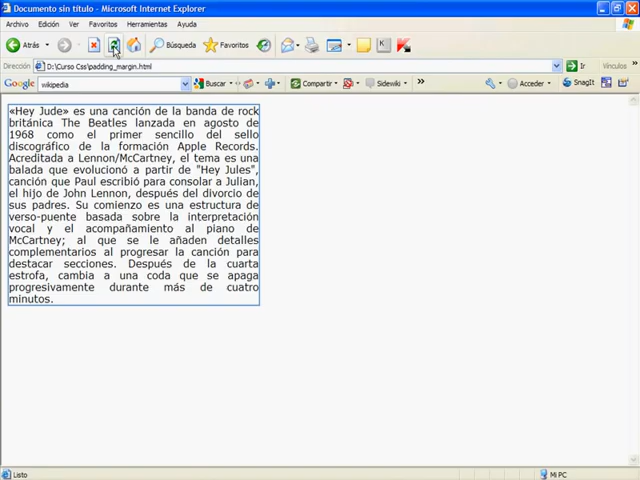 Documento sin título - Microsoft Internet Explorer
Archivo Edición Ver Favoritos Herramientas Ayuda
Atrás Búsqueda Favoritos
Dirección D:\Curso Css\padding_margin.html Ir Vínculos »
Google wikipedia Buscar Compartir Sidewiki » Acceder SnagIt
«Hey Jude» es una canción de la banda de rock
británica The Beatles lanzada en agosto de
1968 como el primer sencillo del sello
discográfico de la formación Apple Records.
Acreditada a Lennon/McCartney, el tema es una
balada que evolucionó a partir de "Hey Jules",
canción que Paul escribió para consolar a Julian,
el hijo de John Lennon, después del divorcio de
sus padres. Su comienzo es una estructura de
verso-puente basada sobre la interpretación
vocal y el acompañamiento al piano de
McCartney; al que se le añaden detalles
complementarios al progresar la canción para
destacar secciones. Después de la cuarta
estrofa, cambia a una coda que se apaga
progresivamente durante más de cuatro
minutos.
Listo Mi PC